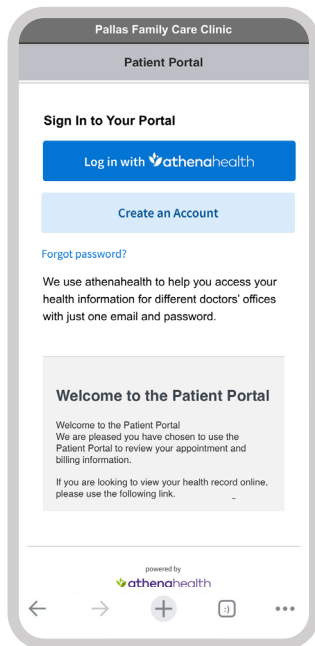 Pallas Family Care Clinic
Patient Portal
Sign In to Your Portal
Log in with athenahealth
Create an Account
Forgot password?
We use athenahealth to help you access your
health information for different doctors' offices
with just one email and password.
Welcome to the Patient Portal
Welcome to the Patient Portal
We are pleased you have chosen to use the
Patient Portal to review your appointment and
billing information.
If you are looking to view your health record online,
please use the following link.
powered by
athenahealth
:)